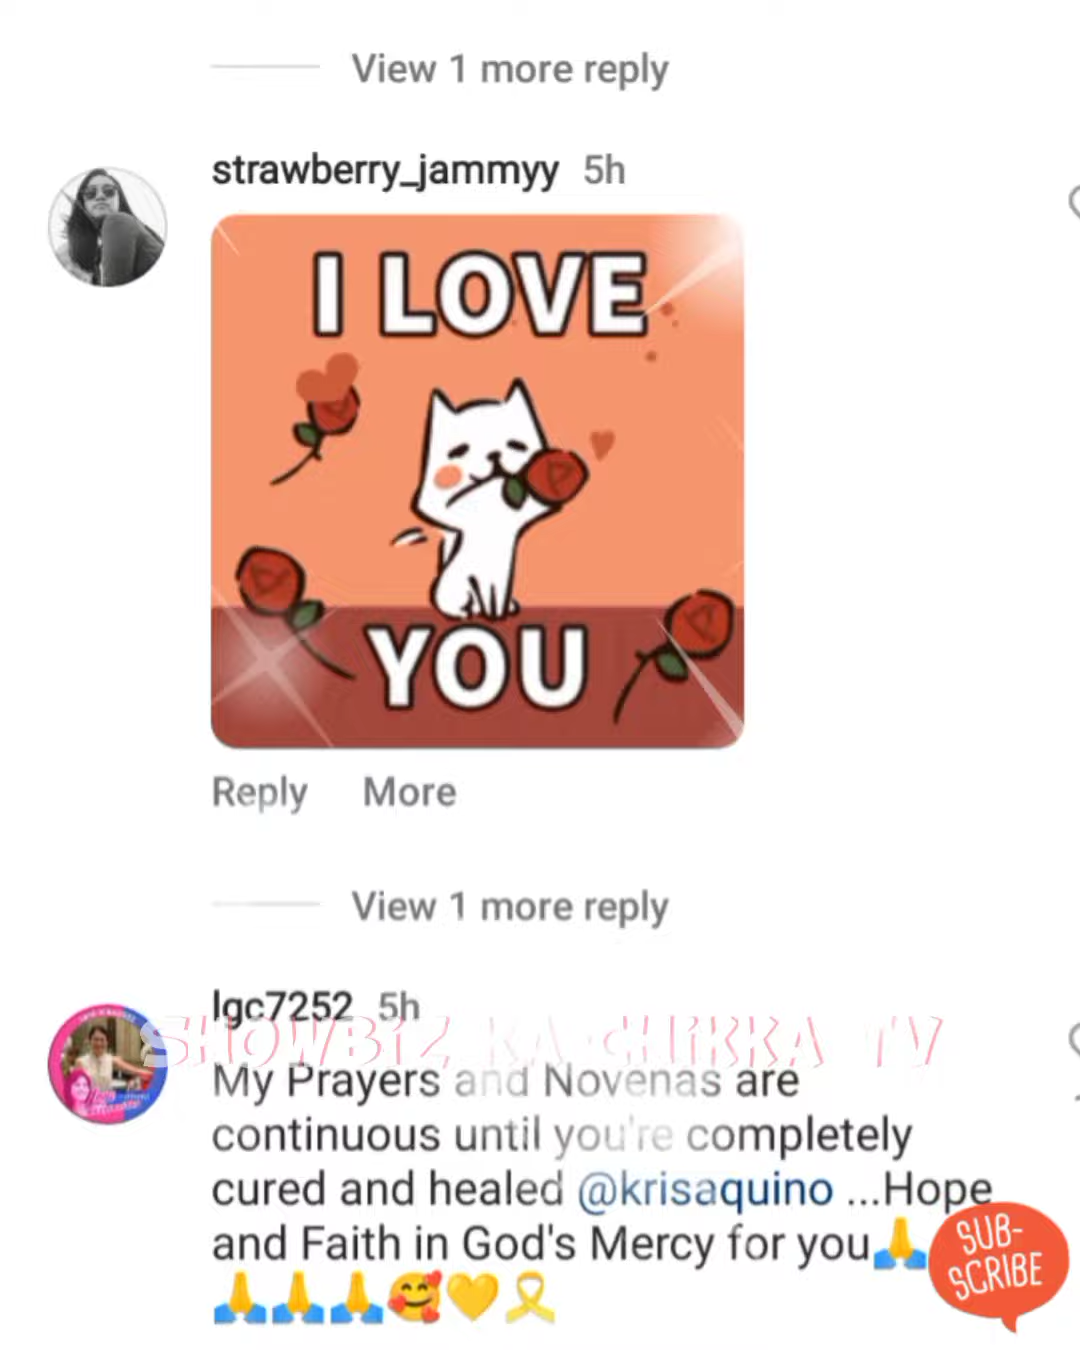 View 1 more reply
strawberry_jammyy 5h
I LOVE
YOU
Reply More
View 1 more reply
lgc7252 5h
SHOWBIZ KA-CHIKKA TV
My Prayers and Novenas are
continuous until you're completely
cured and healed @krisaquino ...Hope
and Faith in God's Mercy for you🙏
🙏🙏🙏🥰💛🎗
SUB-
SCRIBE